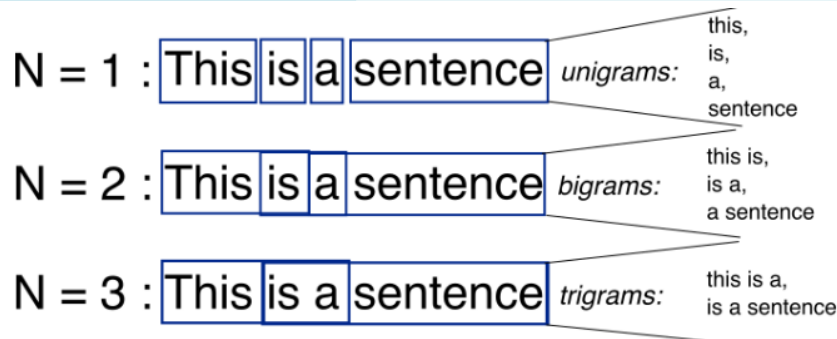 N = 1 : This is a sentence unigrams:
this,
is,
a,
sentence
N = 2 : This is a sentence bigrams:
this is,
is a,
a sentence
N = 3 : This is a sentence trigrams:
this is a,
is a sentence